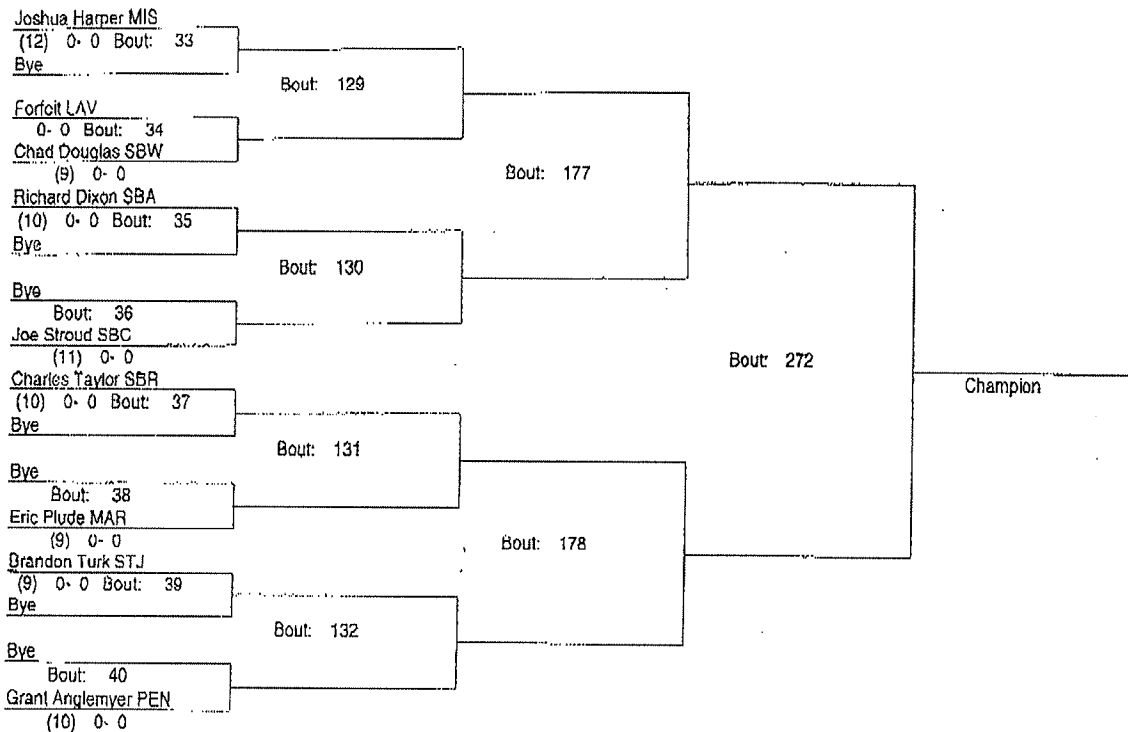 Joshua Harper MIS
(12) 0- 0 Bout: 33
Bye
Bout: 129
Forfeit LAV
0- 0 Bout: 34
Chad Douglas SBW
(9) 0- 0
Bout: 177
Richard Dixon SBA
(10) 0- 0 Bout: 35
Bye
Bout: 130
Bye
Bout: 36
Joe Stroud SBC
(11) 0- 0
Bout: 272
Champion
Charles Taylor SBR
(10) 0- 0 Bout: 37
Bye
Bout: 131
Bye
Bout: 38
Eric Plude MAR
(9) 0- 0
Bout: 178
Brandon Turk STJ
(9) 0- 0 Bout: 39
Bye
Bout: 132
Bye
Bout: 40
Grant Anglemyer PEN
(10) 0- 0